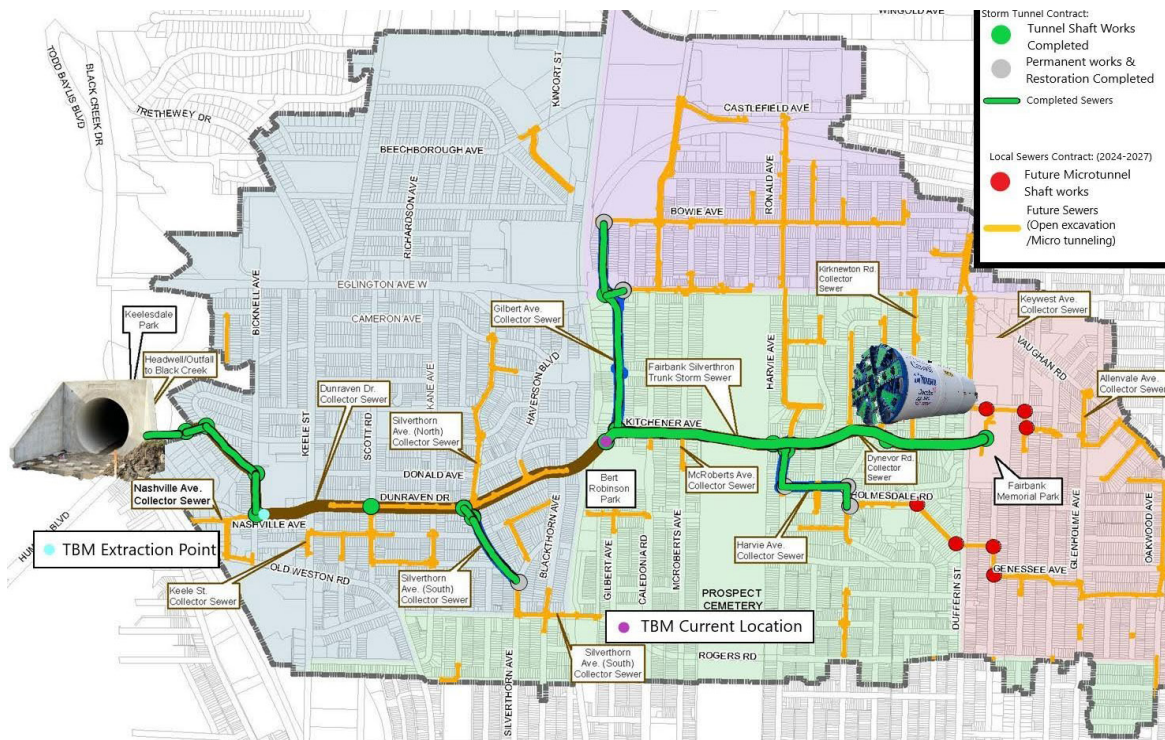 WINGOLD AVE
Storm Tunnel Contract:
Tunnel Shaft Works
Completed
Permanent works &
Restoration Completed
Completed Sewers
Local Sewers Contract: (2024-2027)
Future Microtunnel
Shaft works
Future Sewers
(Open excavation
/Micro tunneling)
TODD BAYLIS BLVD
BLACK CREEK DR
TRETHEWEY DR
KINCORT ST
BEECHBOROUGH AVE
RICHARDSON AVE
CASTLEFIELD AVE
RONALD AVE
BOWIE AVE
EGLINGTON AVE W
BICKNELL AVE
CAMERON AVE
Keelesdale
Park
Headwell/Outfall
to Black Creek
Gilbert Ave.
Collector Sewer
Kirknewton Rd.
Collector
Sewer
Keywest Ave.
Collector Sewer
VAUGHAN RD
Allenvale Ave.
Collector Sewer
HARVIE AVE
Fairbank Silverthron
Trunk Storm Sewer
HAVERSON BLVD
KANE AVE
Dunraven Dr.
Collector Sewer
KEELE ST
SCOTT RD
Silverthorn
Ave. (North)
Collector Sewer
KITCHENER AVE
DONALD AVE
DUNRAVEN DR
Bert
Robinson
Park
McRoberts Ave.
Collector Sewer
Dynevor Rd.
Collector
Sewer
Fairbank
Memorial Park
HOLMESDALE RD
Nashville Ave.
Collector Sewer
NASHVILLE AVE
TBM Extraction Point
OLD WESTON RD
Keele St.
Collector Sewer
Silverthorn
Ave. (South)
Collector Sewer
BLACKTHORN AVE
GILBERT AVE
CALEDONIA RD
MCROBERTS AVE
Harvie Ave.
Collector Sewer
DUFFERIN ST
GENESSEE AVE
GLENHOLME AVE
OAKWOOD AVE
PROSPECT
CEMETERY
TBM Current Location
ROGERS RD
Silverthorn
Ave. (South)
Collector Sewer
SILVERTHORN AVE